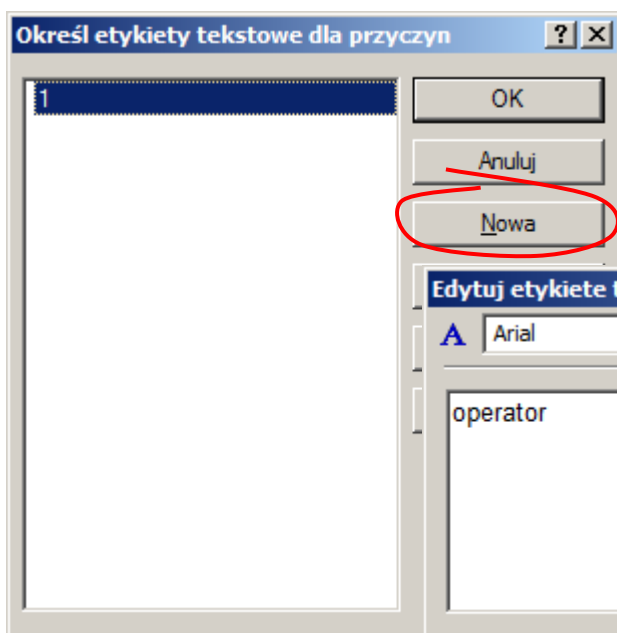 Określ etykiety tekstowe dla przyczyn
1
OK
Anuluj
Nowa
Edytuj etykiete t
A Arial
operator